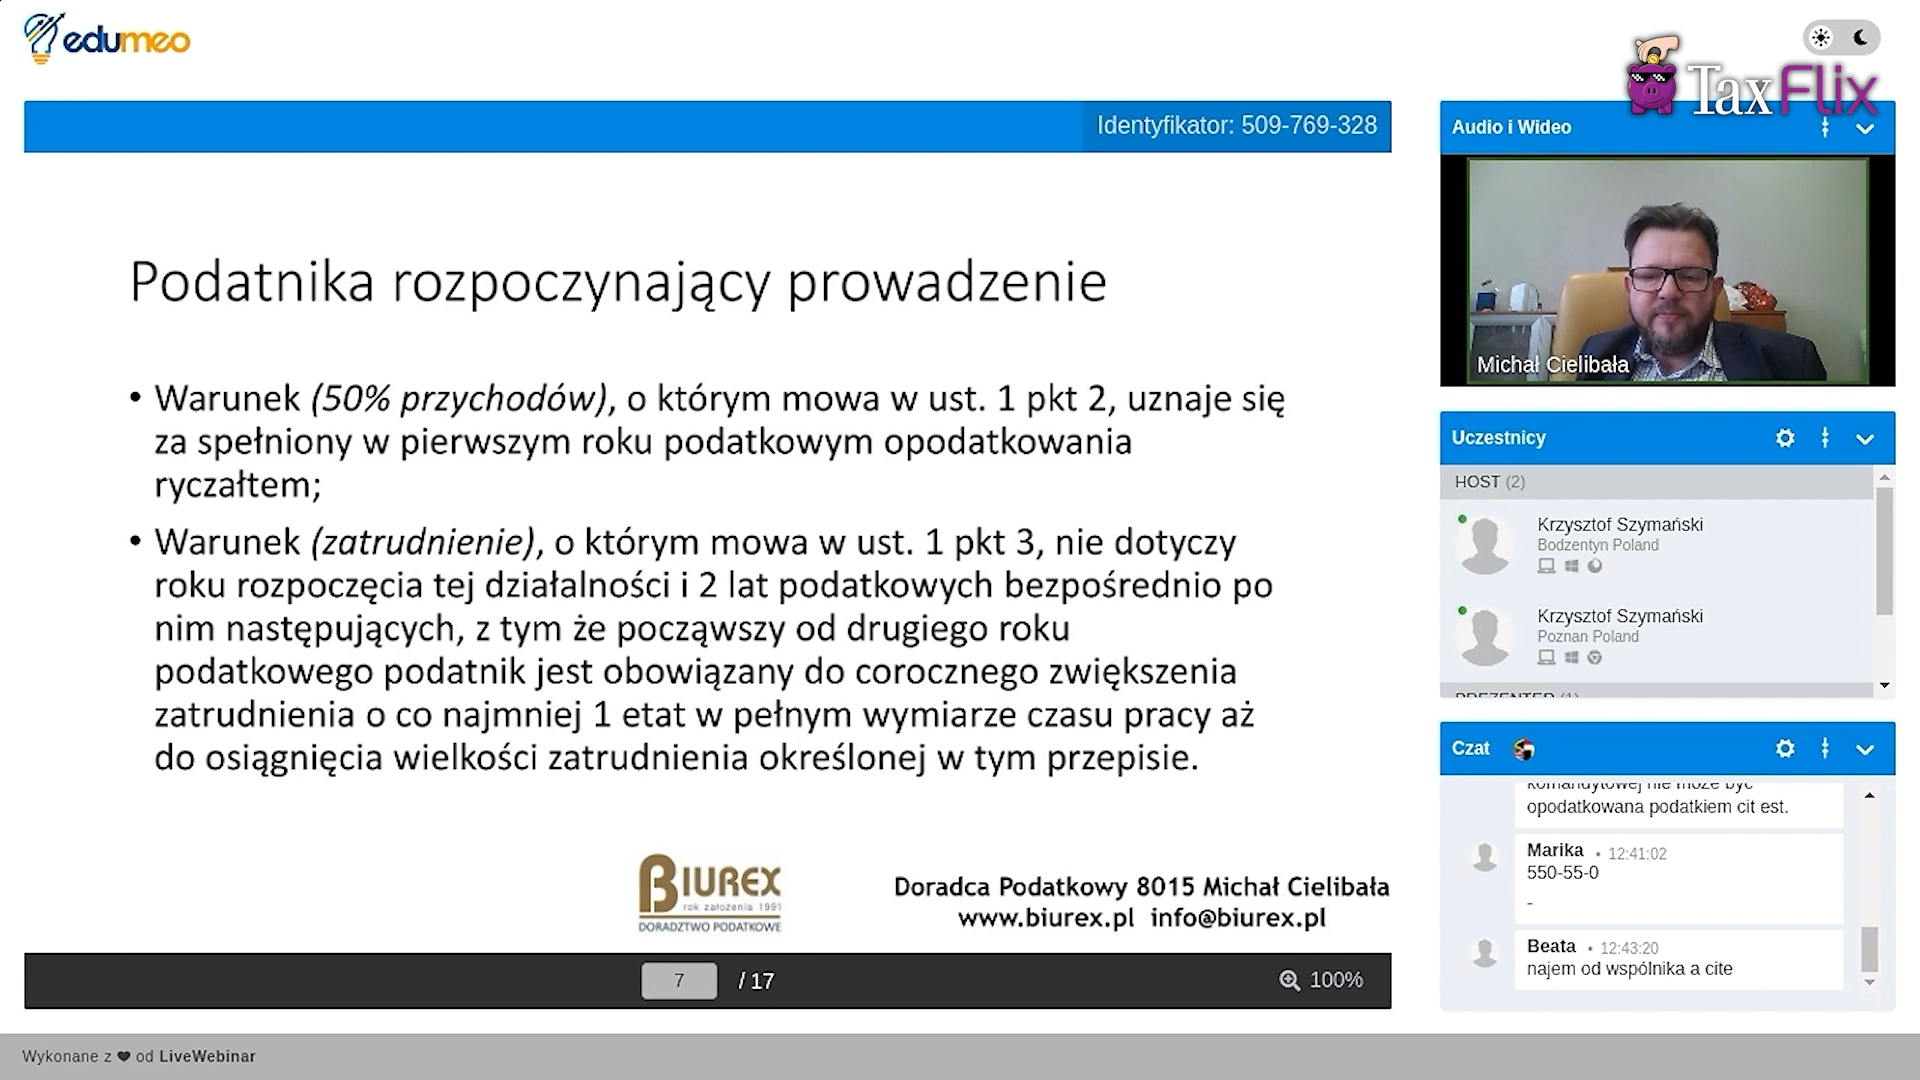 edumeo
TaxFlix
Identyfikator: 509-769-328
Podatnika rozpoczynający prowadzenie
• Warunek (50% przychodów), o którym mowa w ust. 1 pkt 2, uznaje się
za spełniony w pierwszym roku podatkowym opodatkowania
ryczałtem;
• Warunek (zatrudnienie), o którym mowa w ust. 1 pkt 3, nie dotyczy
roku rozpoczęcia tej działalności i 2 lat podatkowych bezpośrednio po
nim następujących, z tym że począwszy od drugiego roku
podatkowego podatnik jest obowiązany do corocznego zwiększenia
zatrudnienia o co najmniej 1 etat w pełnym wymiarze czasu pracy aż
do osiągnięcia wielkości zatrudnienia określonej w tym przepisie.
BIUREX
rok założenia 1991
DORADZTWO PODATKOWE
Doradca Podatkowy 8015 Michał Cielibała
www.biurex.pl info@biurex.pl
7 / 17
100%
Audio i Wideo
Michał Cielibała
Uczestnicy
HOST (2)
Krzysztof Szymański
Bodzentyn Poland
Krzysztof Szymański
Poznan Poland
PREZENTER (1)
Czat
komandytowej nie może być
opodatkowana podatkiem cit est.
Marika • 12:41:02
550-55-0
-
Beata • 12:43:20
najem od wspólnika a cite
Wykonane z ❤ od LiveWebinar